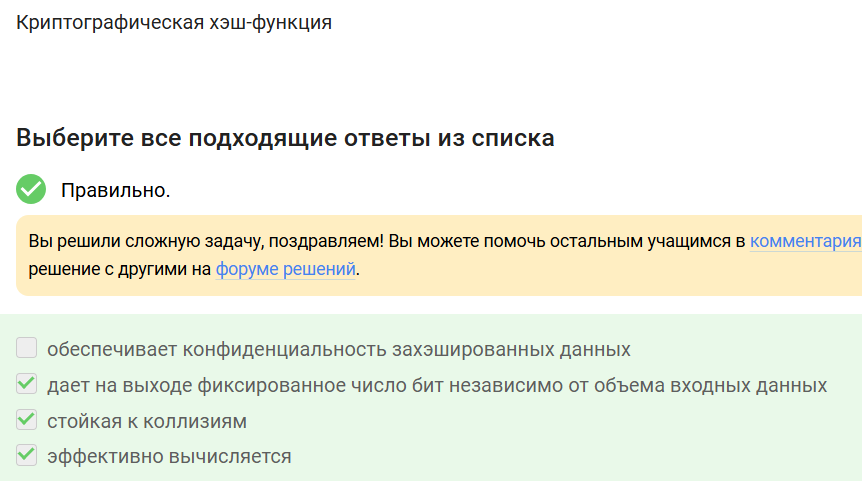 Криптографическая хэш-функция
Выберите все подходящие ответы из списка
Правильно.
Вы решили сложную задачу, поздравляем! Вы можете помочь остальным учащимся в комментария
решение с другими на форуме решений.
обеспечивает конфиденциальность захэшированных данных
дает на выходе фиксированное число бит независимо от объема входных данных
стойкая к коллизиям
эффективно вычисляется